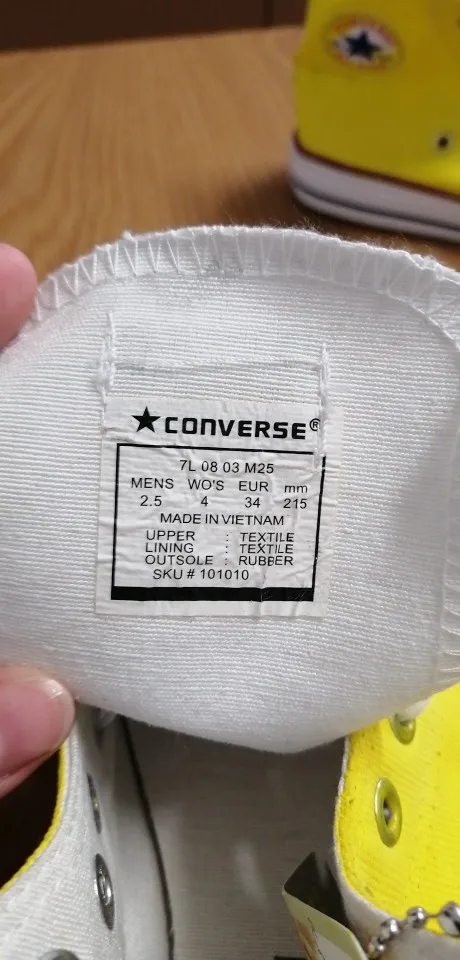 ★CONVERSE®
7L 08 03 M25
MENS WO'S EUR mm
2.5 4 34 215
MADE IN VIETNAM
UPPER : TEXTILE
LINING : TEXTILE
OUTSOLE : RUBBER
SKU # 101010